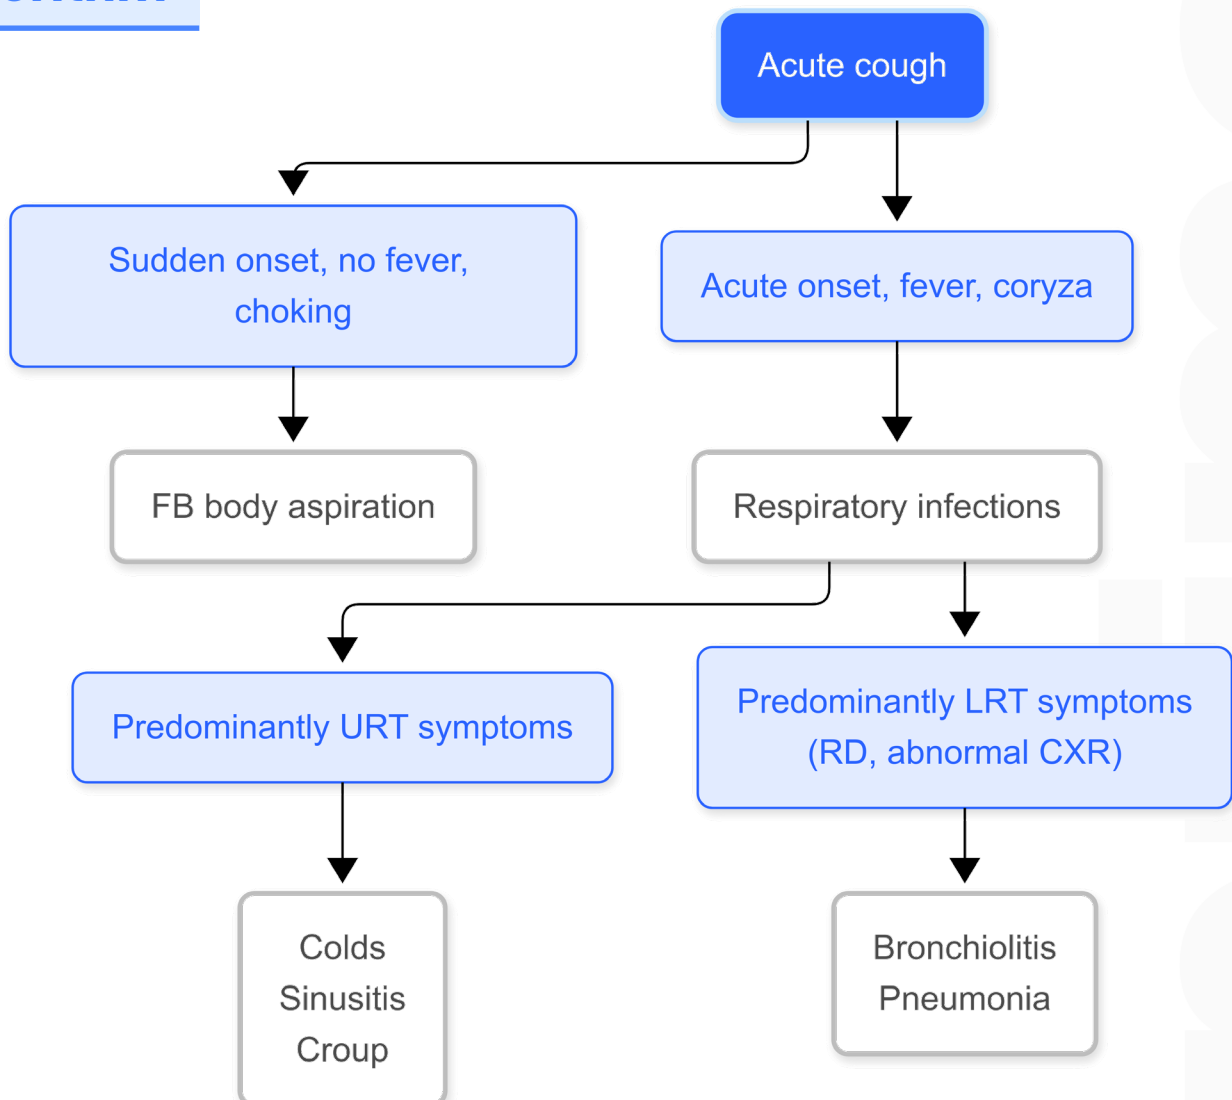 Acute cough
Sudden onset, no fever,
choking
Acute onset, fever, coryza
FB body aspiration
Respiratory infections
Predominantly URT symptoms
Predominantly LRT symptoms
(RD, abnormal CXR)
Colds
Sinusitis
Croup
Bronchiolitis
Pneumonia